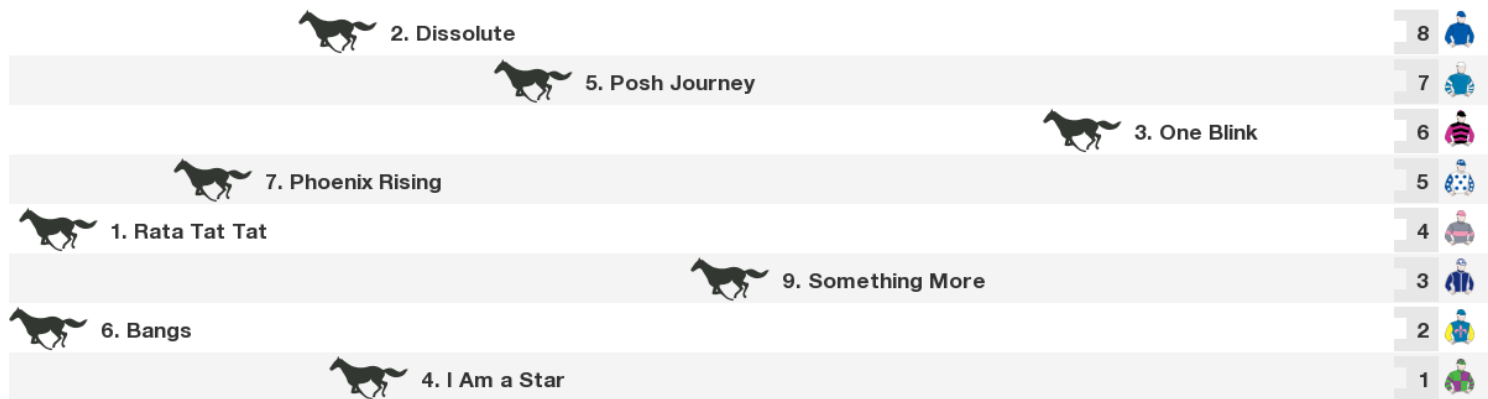 2. Dissolute 8
5. Posh Journey 7
3. One Blink 6
7. Phoenix Rising 5
1. Rata Tat Tat 4
9. Something More 3
6. Bangs 2
4. I Am a Star 1